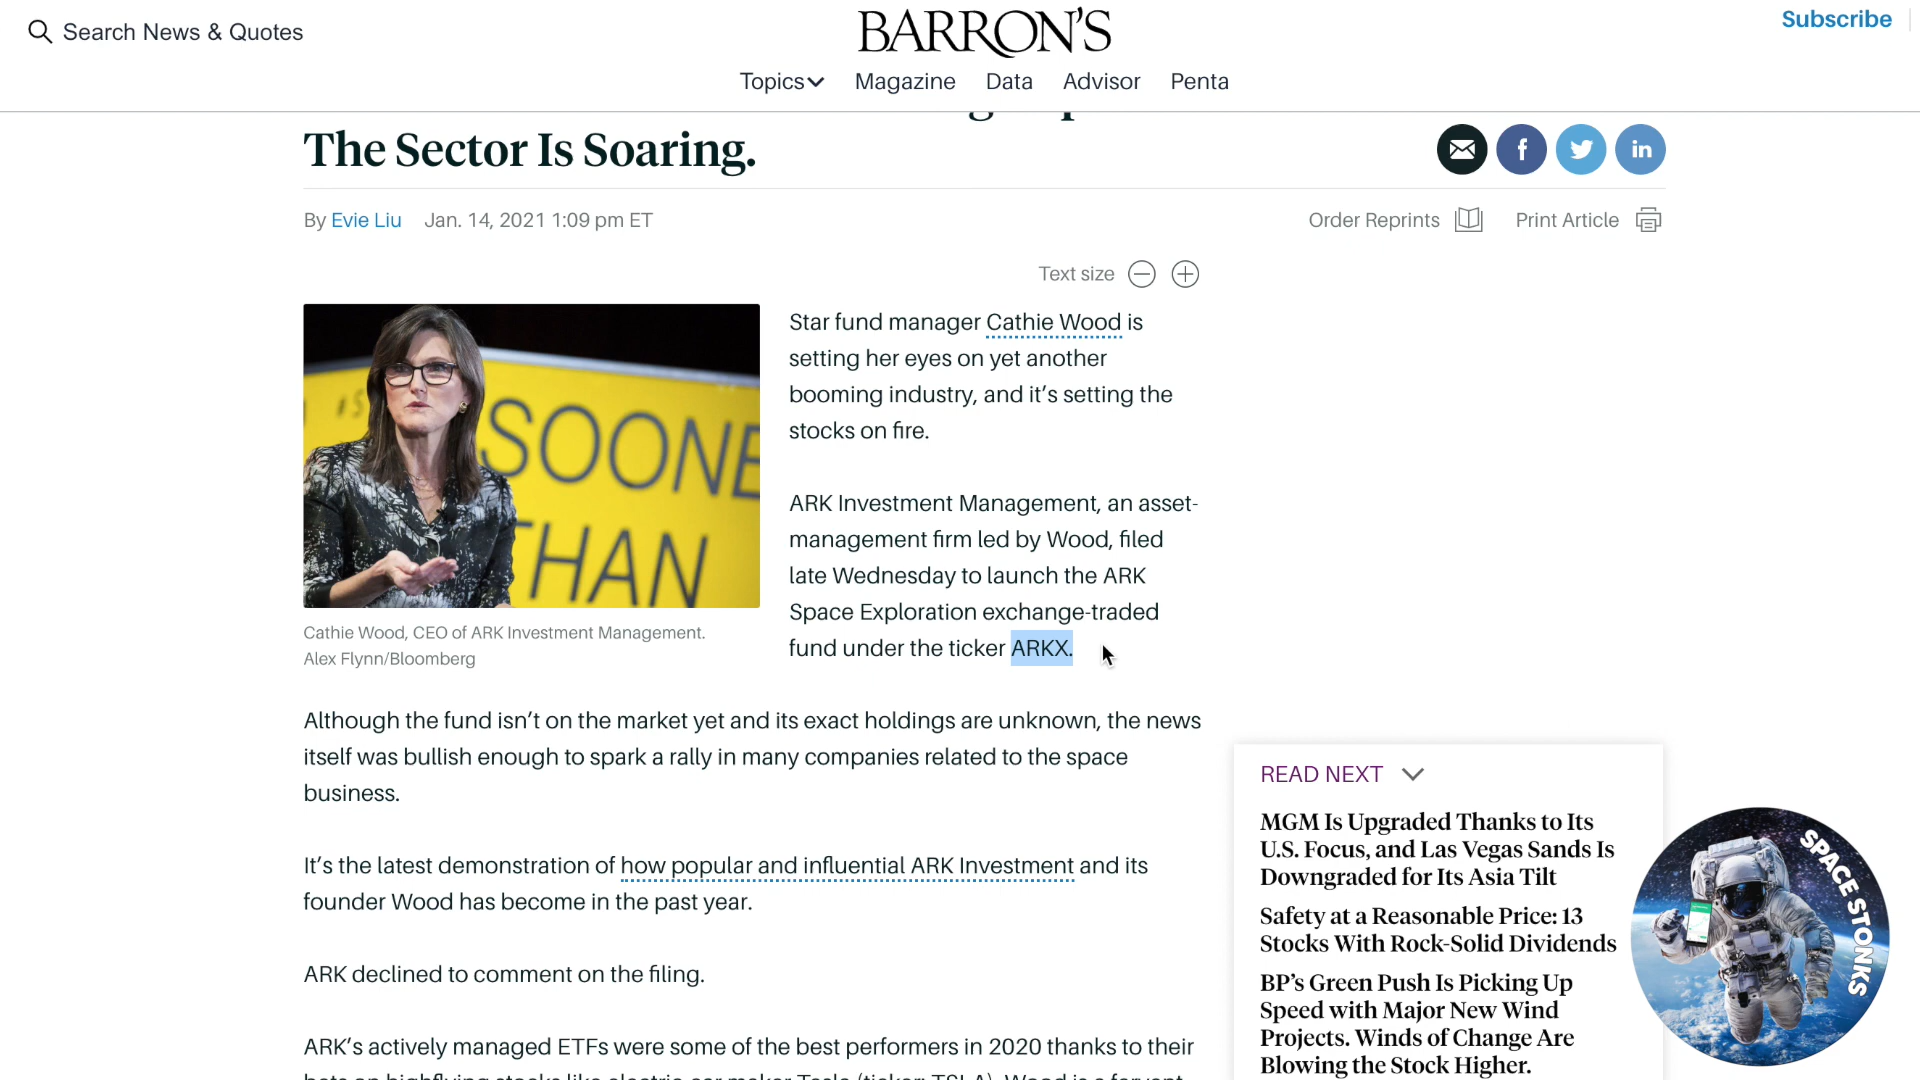 Search News & Quotes
BARRON'S
Subscribe
Topics
Magazine
Data
Advisor
Penta
The Sector Is Soaring.
By Evie Liu Jan. 14, 2021 1:09 pm ET
Order Reprints
Print Article
Text size
SOONE
HAN
Cathie Wood, CEO of ARK Investment Management.
Alex Flynn/Bloomberg
Star fund manager Cathie Wood is
setting her eyes on yet another
booming industry, and it’s setting the
stocks on fire.
ARK Investment Management, an asset-
management firm led by Wood, filed
late Wednesday to launch the ARK
Space Exploration exchange-traded
fund under the ticker ARKX.
Although the fund isn’t on the market yet and its exact holdings are unknown, the news
itself was bullish enough to spark a rally in many companies related to the space
business.
It’s the latest demonstration of how popular and influential ARK Investment and its
founder Wood has become in the past year.
ARK declined to comment on the filing.
ARK’s actively managed ETFs were some of the best performers in 2020 thanks to their
READ NEXT
MGM Is Upgraded Thanks to Its
U.S. Focus, and Las Vegas Sands Is
Downgraded for Its Asia Tilt
Safety at a Reasonable Price: 13
Stocks With Rock-Solid Dividends
BP’s Green Push Is Picking Up
Speed with Major New Wind
Projects. Winds of Change Are
Blowing the Stock Higher.
SPACE STONKS